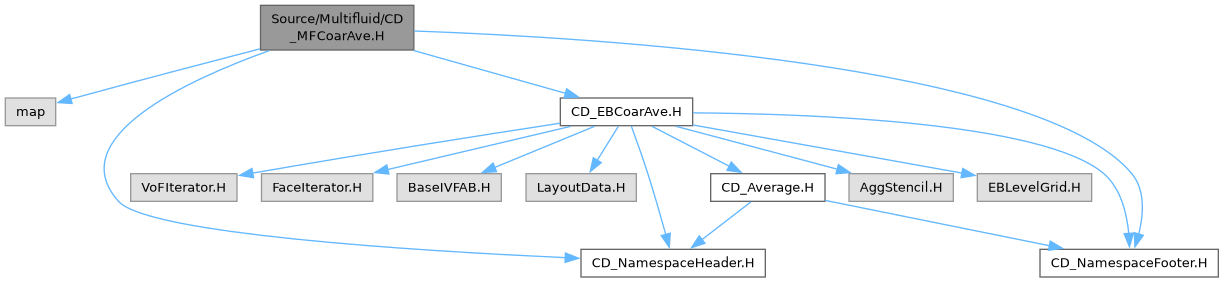 Source/Multifluid/CD
_MFCoarAve.H
map
CD_EBCoarAve.H
VoFIterator.H
FaceIterator.H
BaseIVFAB.H
LayoutData.H
CD_Average.H
AggStencil.H
EBLevelGrid.H
CD_NamespaceHeader.H
CD_NamespaceFooter.H